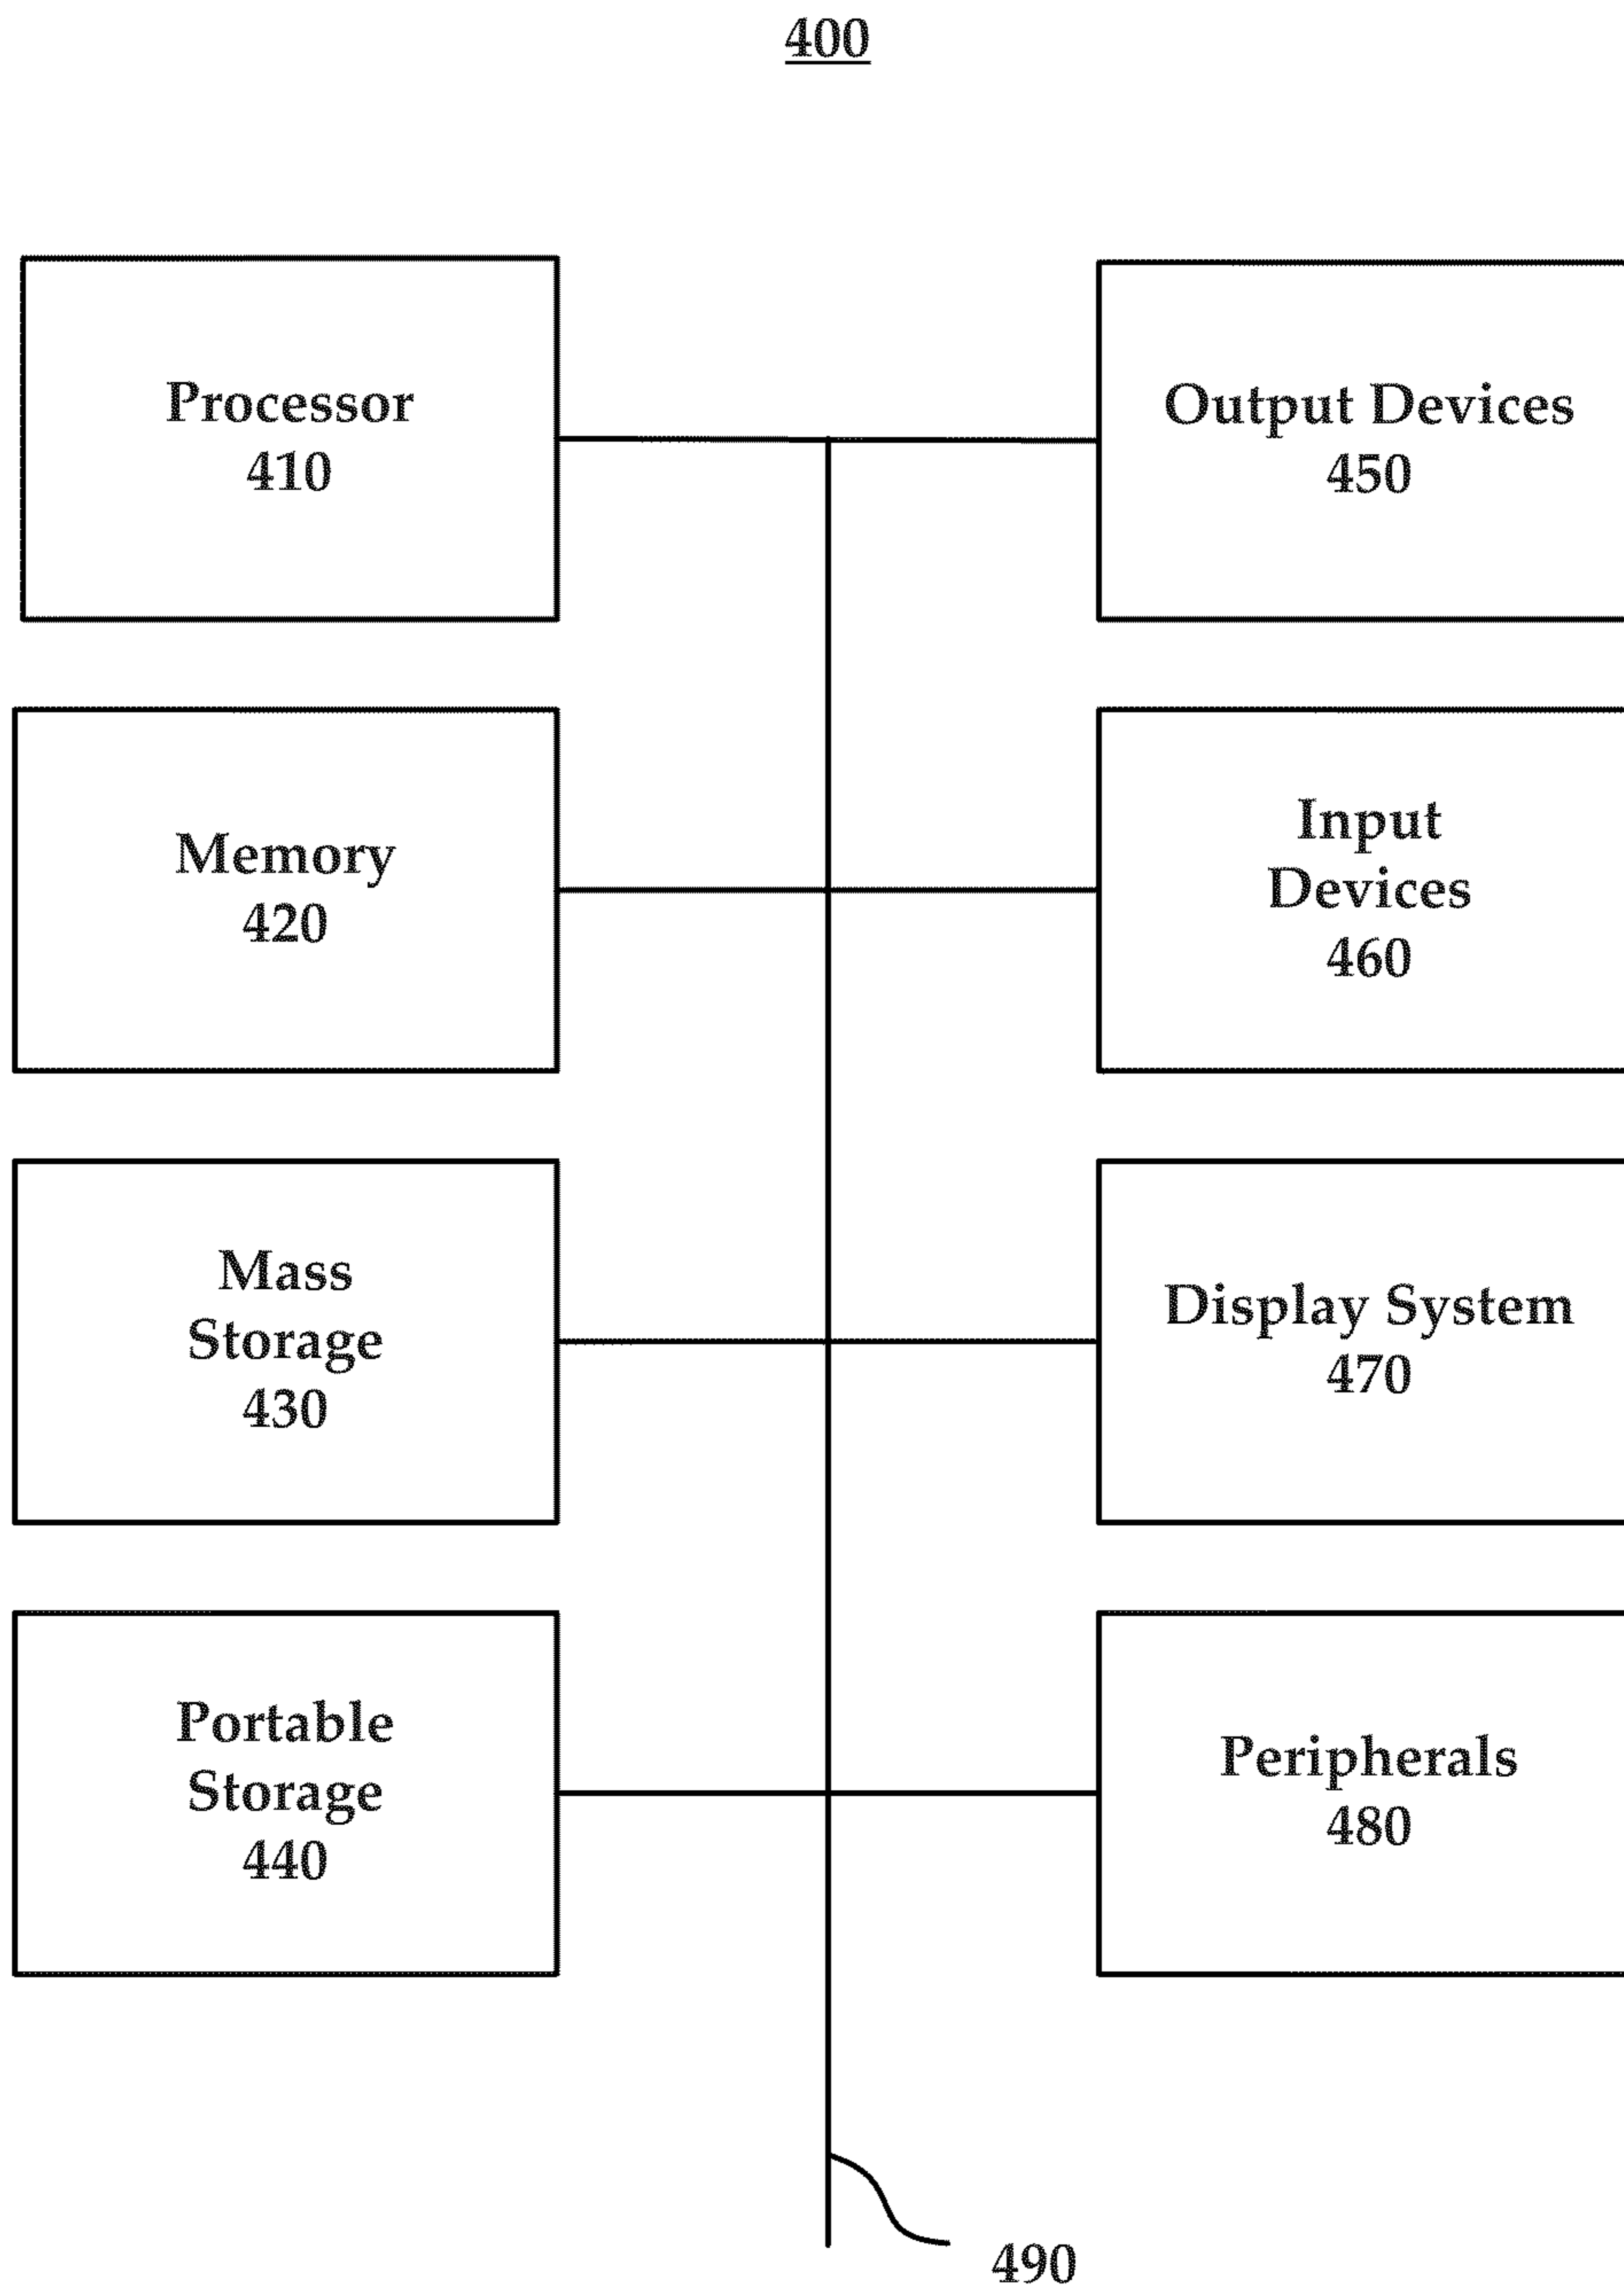 400
Processor
410
Output Devices
450
Memory
420
Input
Devices
460
Mass
Storage
430
Display System
470
Portable
Storage
440
Peripherals
480
490